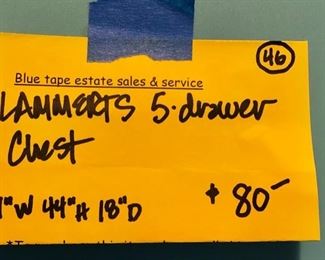 46
Blue tape estate sales & service
LAMMERTS 5-drawer
Chest
"W 44"H 18"D $ 80-